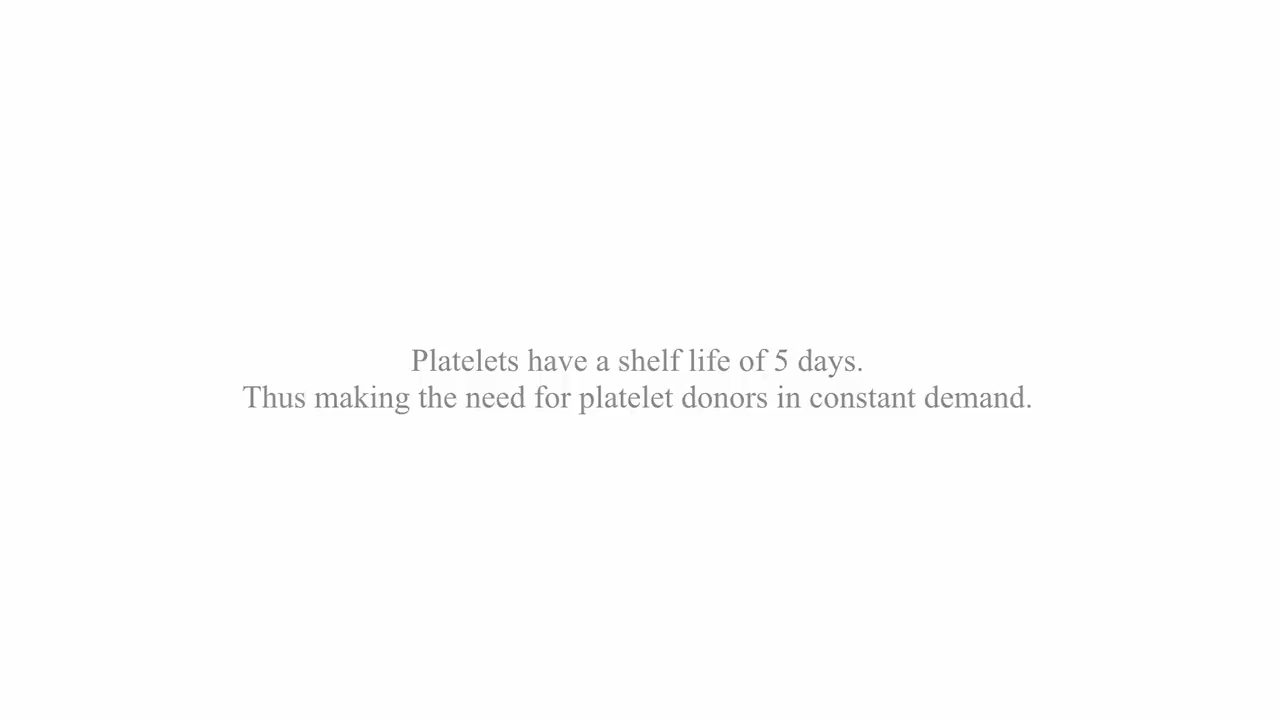 Platelets have a shelf life of 5 days.
Thus making the need for platelet donors in constant demand.